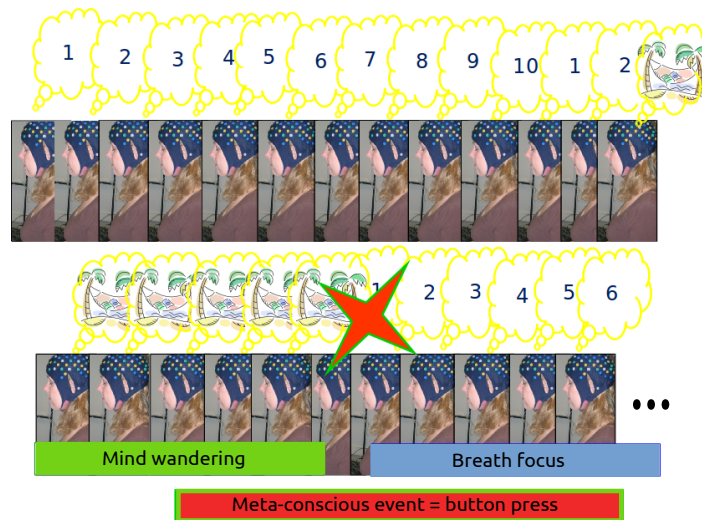 1 2 3 4 5 6 7 8 9 10 1 2
1 2 3 4 5 6
...
Mind wandering Breath focus
Meta-conscious event = button press